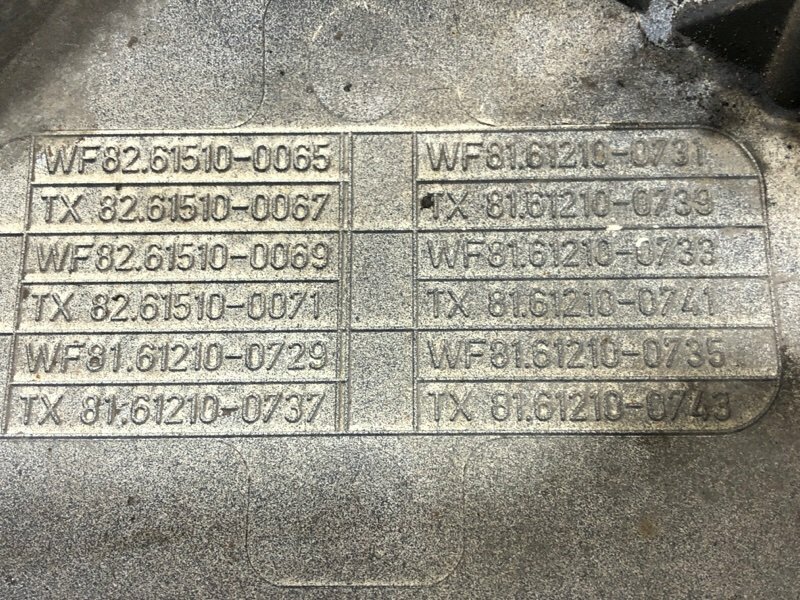 WF82.61510-0065
TX 82.61510-0067
WF82.61510-0069
TX 82.61510-0071
WF81.61210-0729
TX 81.61210-0737
WF81.61210-0731
TX 81.61210-0739
WF81.61210-0733
TX 81.61210-0741
WF81.61210-0735
TX 81.61210-0743